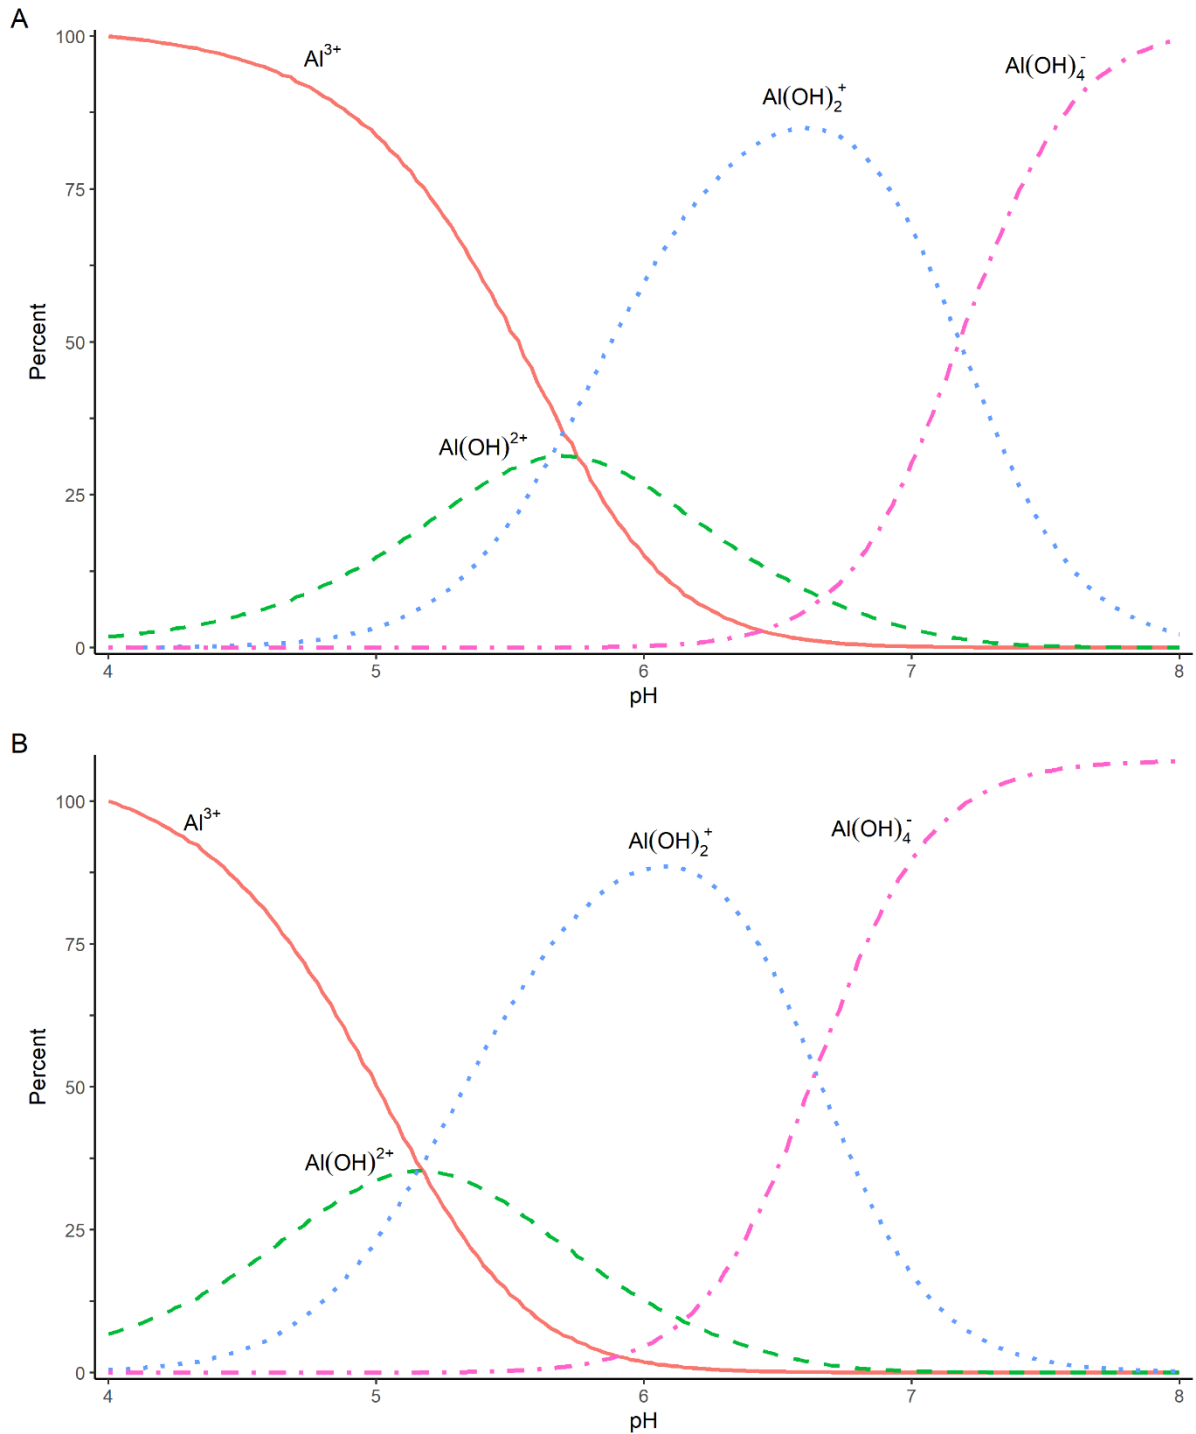 A
Al³⁺
Al(OH)₂⁺
Al(OH)₄⁻
Al(OH)²⁺
Percent
100
75
50
25
0
4 5 6 7 8
pH
B
Al³⁺
Al(OH)₂⁺
Al(OH)₄⁻
Al(OH)²⁺
Percent
100
75
50
25
0
4 5 6 7 8
pH